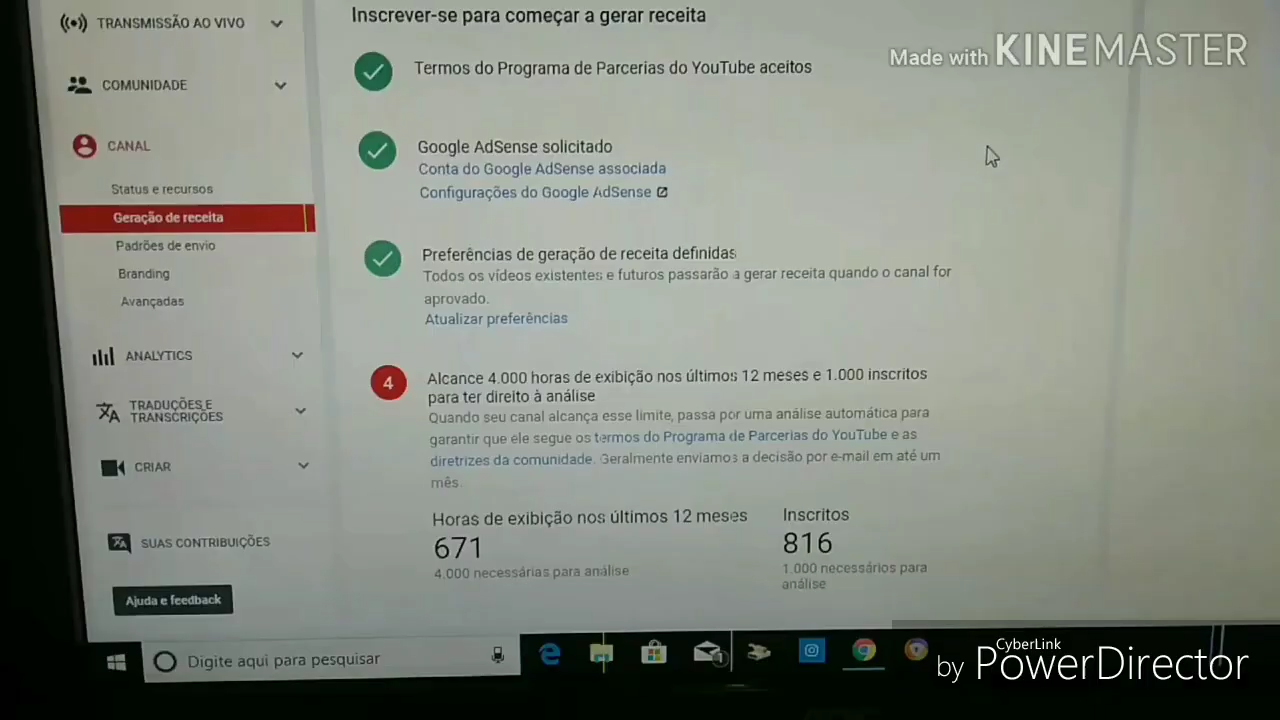 TRANSMISSÃO AO VIVO
COMUNIDADE
CANAL
Status e recursos
Geração de receita
Padrões de envio
Branding
Avançadas
ANALYTICS
TRADUÇÕES E
TRANSCRIÇÕES
CRIAR
SUAS CONTRIBUIÇÕES
Ajuda e feedback
Inscrever-se para começar a gerar receita
Termos do Programa de Parcerias do YouTube aceitos
Google AdSense solicitado
Conta do Google AdSense associada
Configurações do Google AdSense
Preferências de geração de receita definidas
Todos os vídeos existentes e futuros passarão a gerar receita quando o canal for
aprovado.
Atualizar preferências
4
Alcance 4.000 horas de exibição nos últimos 12 meses e 1.000 inscritos
para ter direito à análise
Quando seu canal alcança esse limite, passa por uma análise automática para
garantir que ele segue os termos do Programa de Parcerias do YouTube e as
diretrizes da comunidade. Geralmente enviamos a decisão por e-mail em até um
mês.
Horas de exibição nos últimos 12 meses
671
4.000 necessárias para análise
Inscritos
816
1.000 necessários para
análise
Digite aqui para pesquisar
1
Made with KINEMASTER
CyberLink
by PowerDirector